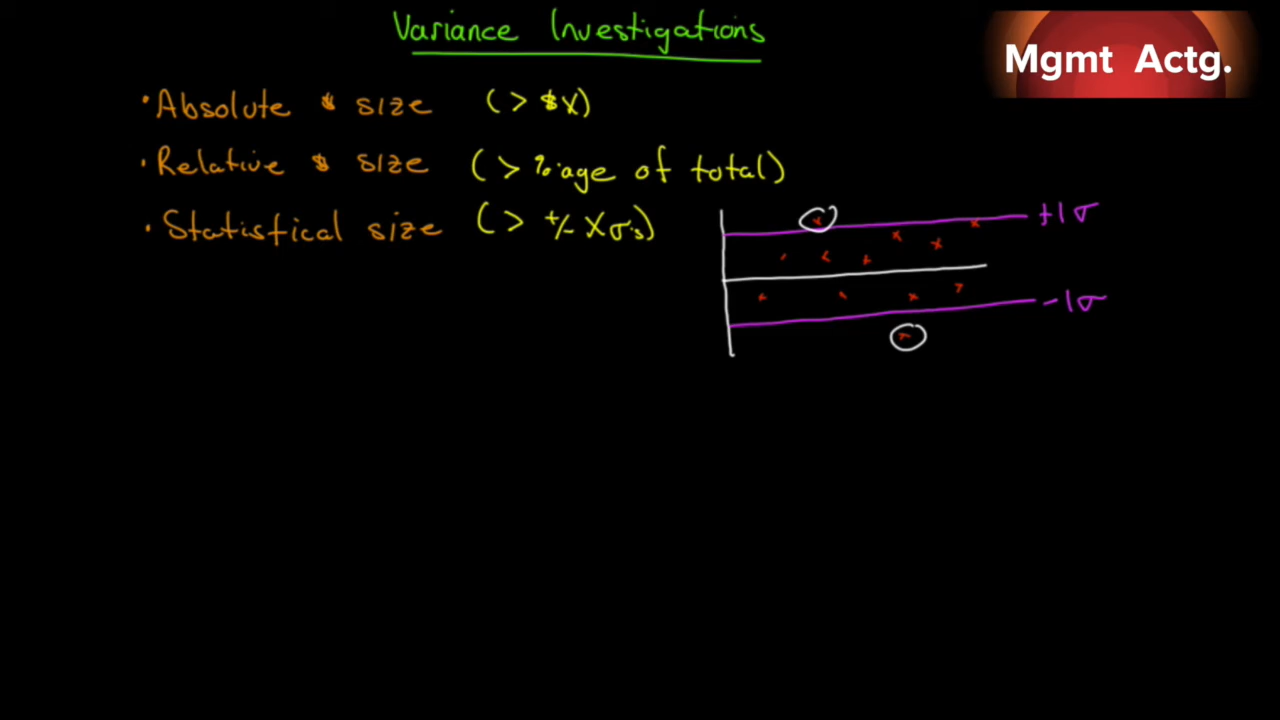 Variance Investigations
Mgmt Actg.
·Absolute $ size (> $X)
·Relative $ size (> %age of total)
·Statistical size (> +/- Xσ's)
+1σ
-1σ